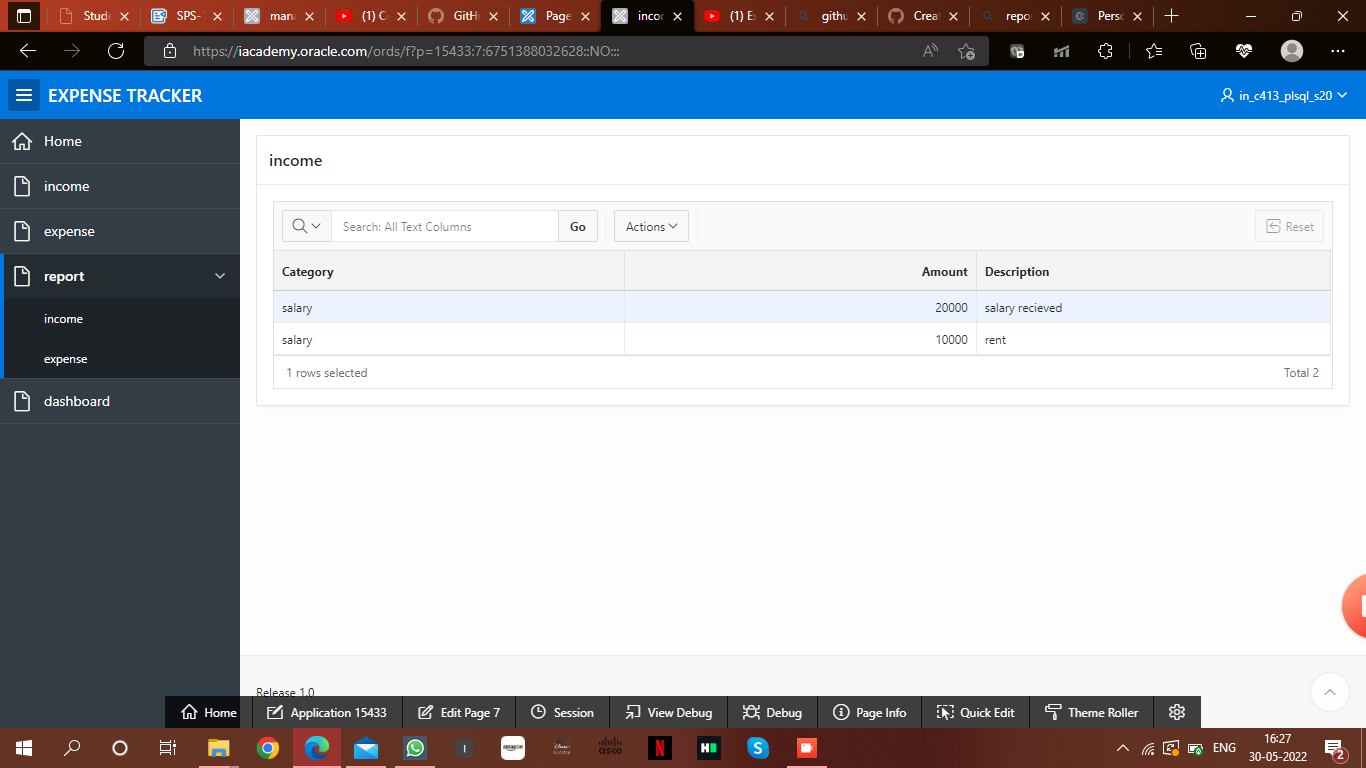 Stude
SPS-
mana
(1) C
GitH
Page
incor
(1) E
githu
Creat
repo
Perso
https://iacademy.oracle.com/ords/f?p=15433:7:6751388032628::NO:::
EXPENSE TRACKER
in_c413_plsql_s20
Home
income
expense
report
income
expense
dashboard
income
Search: All Text Columns
Go
Actions
Reset
Category Amount Description
salary 20000 salary recieved
salary 10000 rent
1 rows selected Total 2
Release 1.0
Home
Application 15433
Edit Page 7
Session
View Debug
Debug
Page Info
Quick Edit
Theme Roller
amazon
ENG
16:27
30-05-2022
2